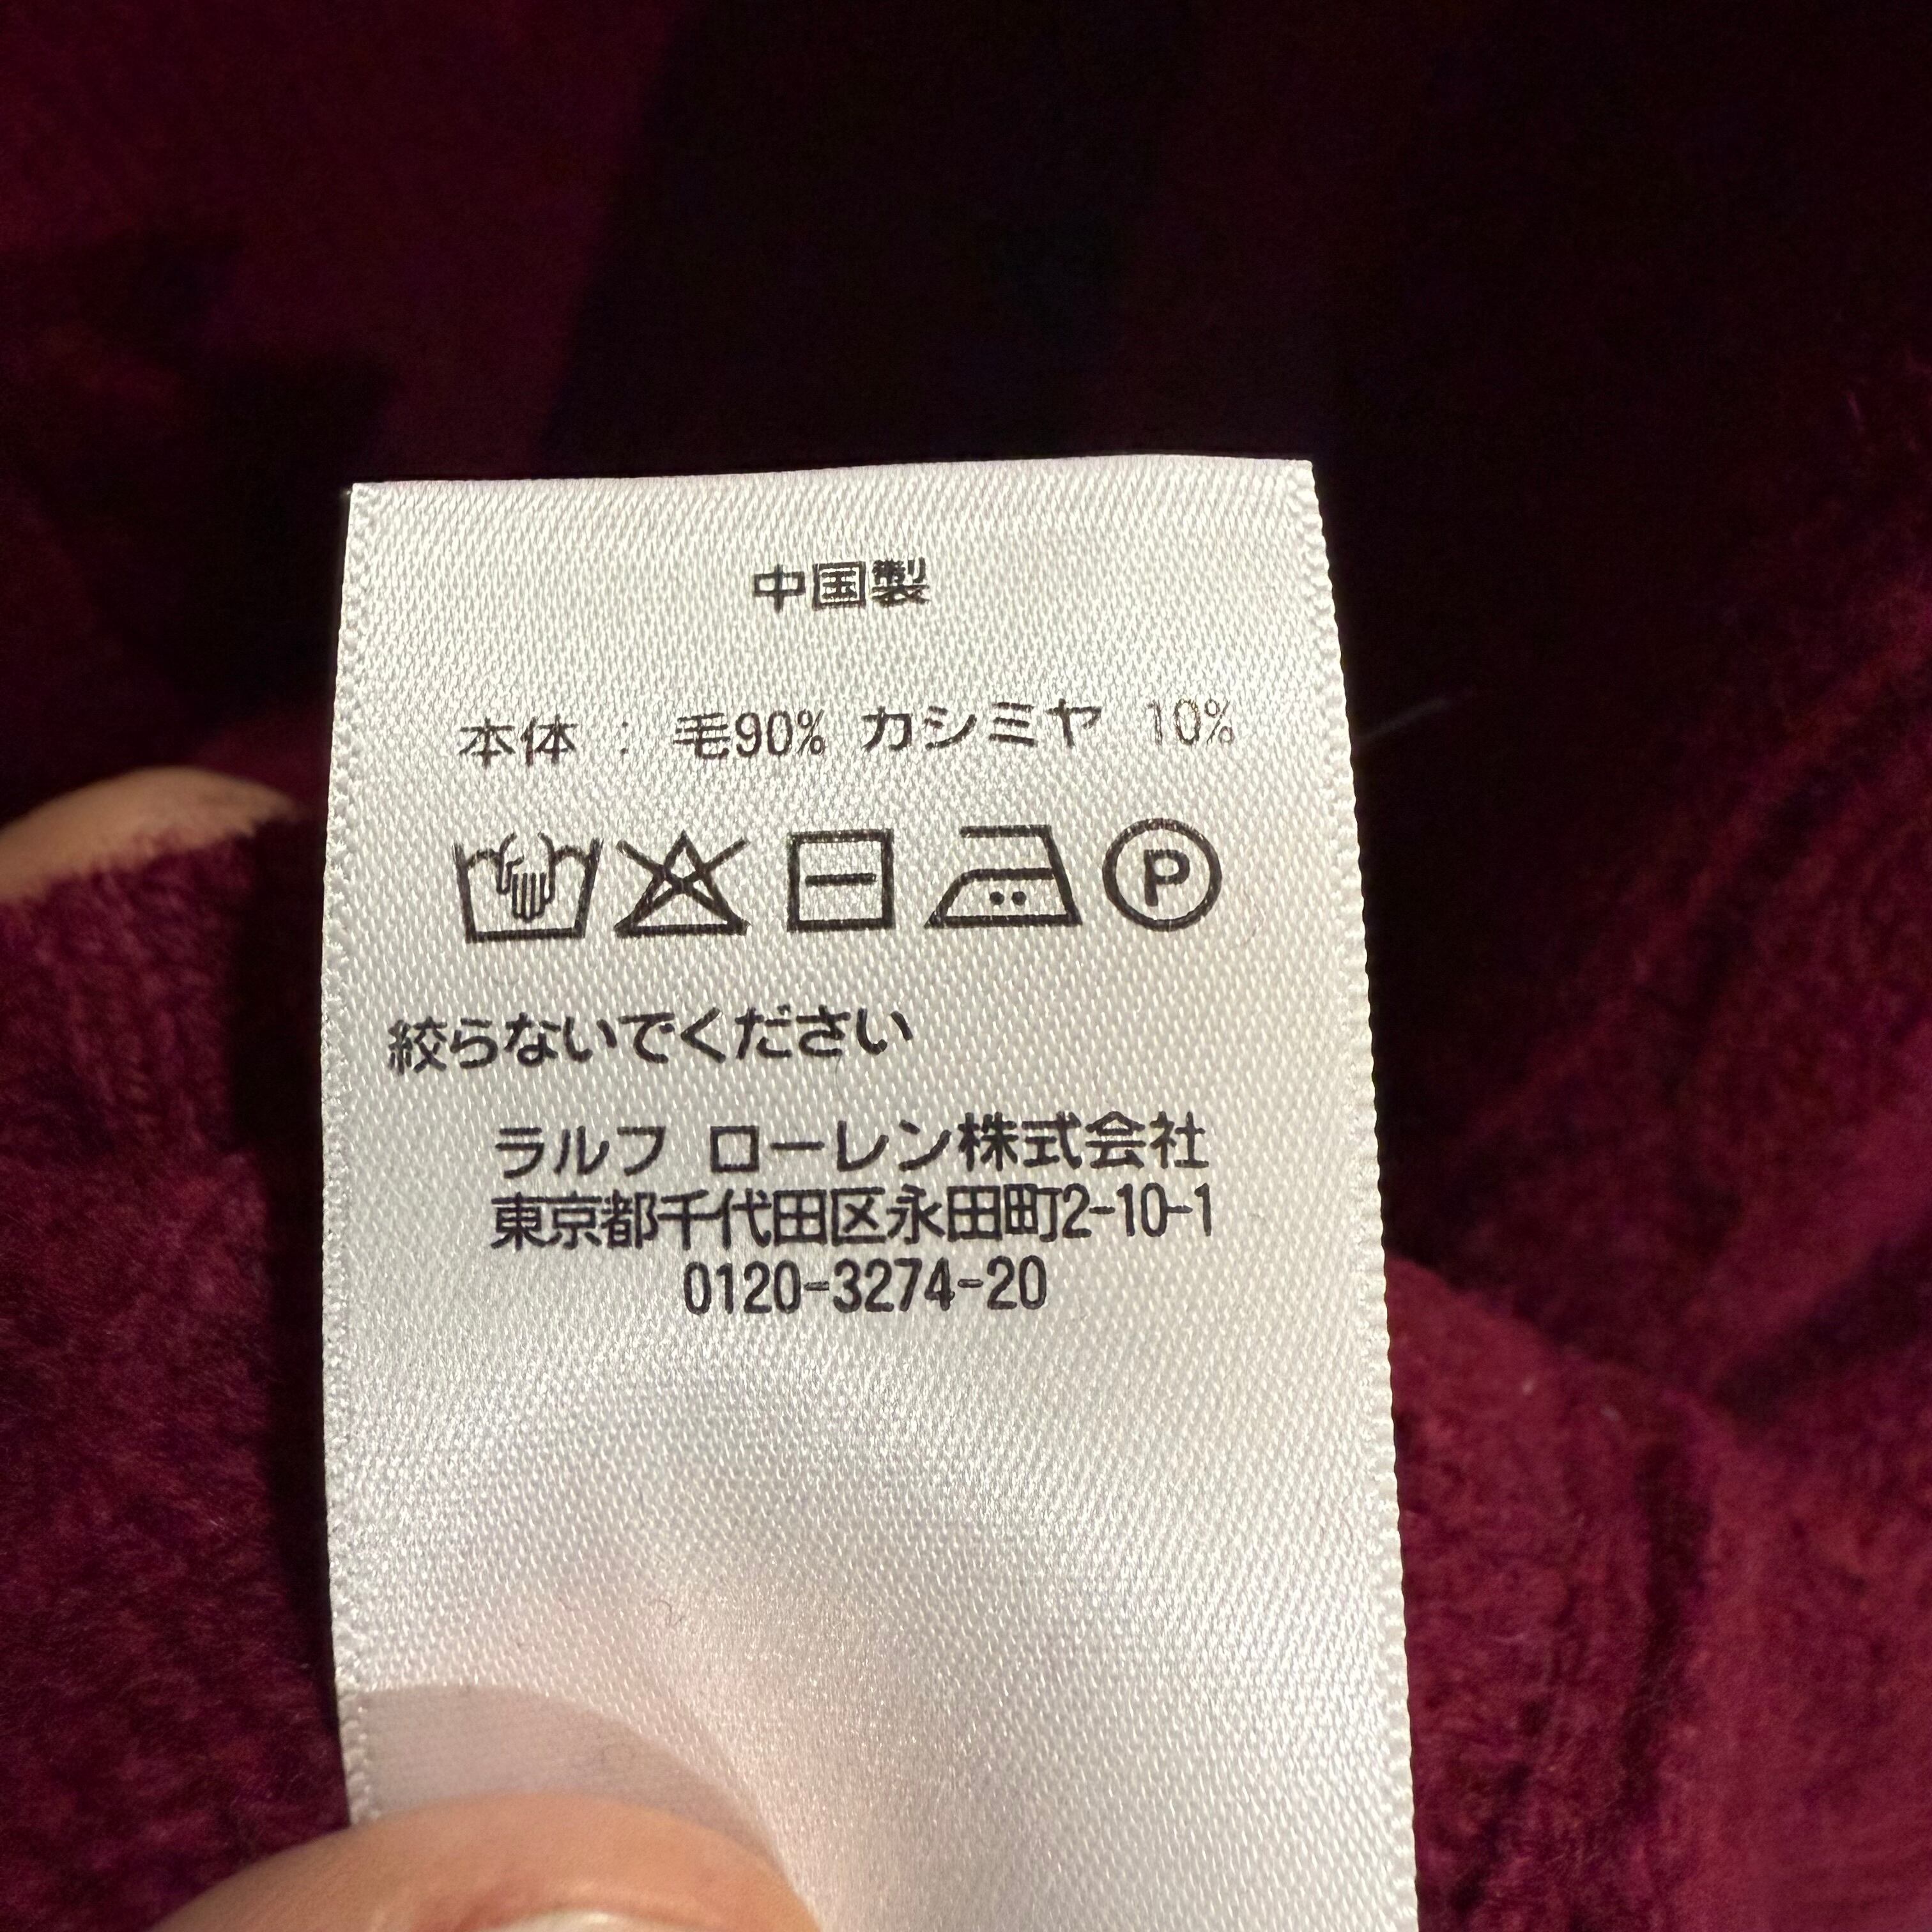 中国製
本体 : 毛90% カシミヤ 10%
P
絞らないでください
ラルフ ローレン株式会社
東京都千代田区永田町2-10-1
0120-3274-20